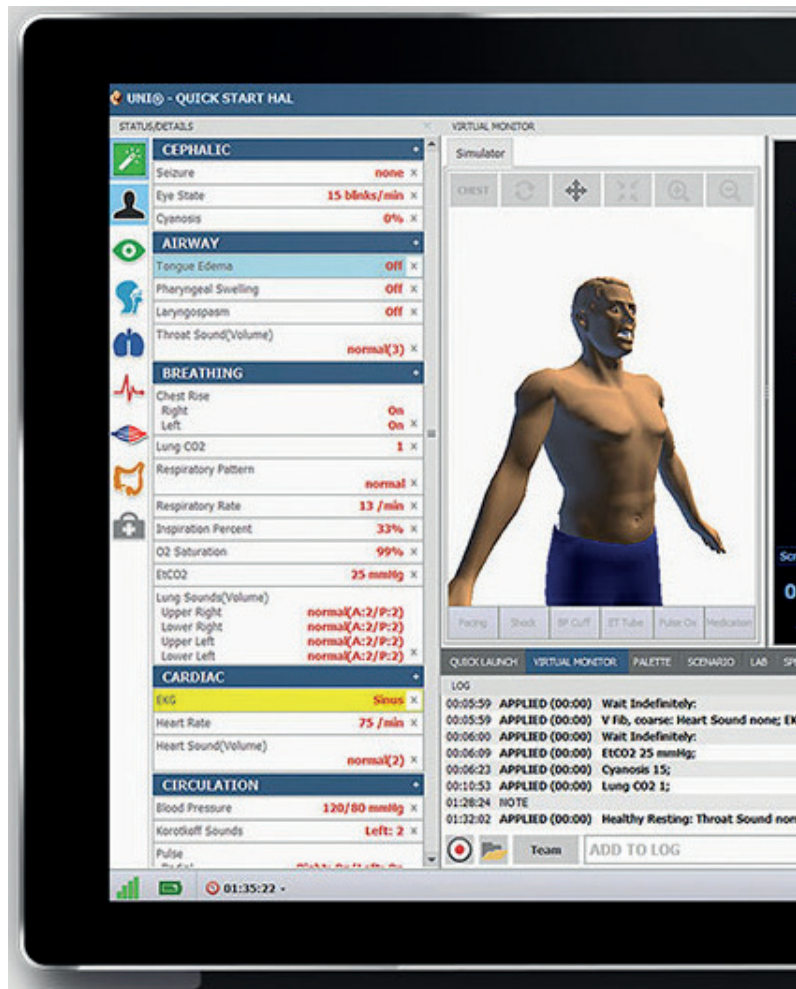 UNI® - QUICK START HAL
STATUS/DETAILS
CEPHALIC
Seizure none ×
Eye State 15 blinks/min ×
Cyanosis 0% ×
AIRWAY
Tongue Edema Off ×
Pharyngeal Swelling Off ×
Laryngospasm Off ×
Throat Sound(Volume)
normal(3) ×
BREATHING
Chest Rise
Right On
Left On ×
Lung CO2 1 ×
Respiratory Pattern
normal ×
Respiratory Rate 13 /min ×
Inspiration Percent 33% ×
O2 Saturation 99% ×
EtCO2 25 mmHg ×
Lung Sounds(Volume)
Upper Right normal(A:2/P:2)
Lower Right normal(A:2/P:2)
Upper Left normal(A:2/P:2)
Lower Left normal(A:2/P:2) ×
CARDIAC
EKG Sinus ×
Heart Rate 75 /min ×
Heart Sound(Volume)
normal(2) ×
CIRCULATION
Blood Pressure 120/80 mmHg ×
Korotkoff Sounds Left: 2 ×
Pulse
01:35:22
VIRTUAL MONITOR
Simulator
CHEST
Pacing Shock BP Cuff ET Tube Pulse Ox Medication
0
QUICK LAUNCH VIRTUAL MONITOR PALETTE SCENARIO LAB
LOG
00:05:59 APPLIED (00:00) Wait Indefinitely:
00:05:59 APPLIED (00:00) V Fib, coarse: Heart Sound none; EK
00:06:00 APPLIED (00:00) Wait Indefinitely:
00:06:09 APPLIED (00:00) EtCO2 25 mmHg;
00:06:23 APPLIED (00:00) Cyanosis 15;
00:10:53 APPLIED (00:00) Lung CO2 1;
01:28:24 NOTE
01:32:02 APPLIED (00:00) Healthy Resting: Throat Sound nor
Team ADD TO LOG